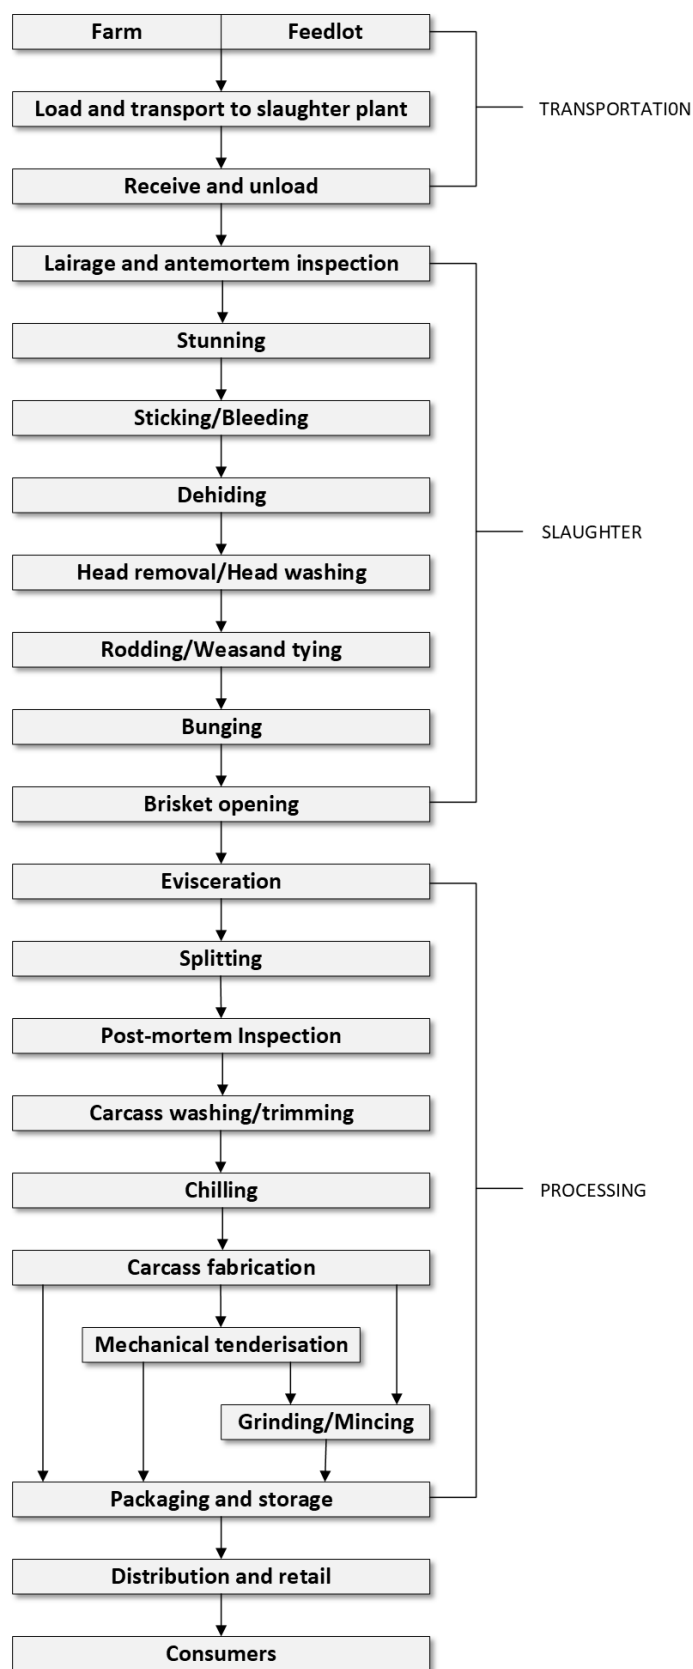 Farm
Feedlot
Load and transport to slaughter plant
TRANSPORTATI0N
Receive and unload
Lairage and antemortem inspection
Stunning
Sticking/Bleeding
Dehiding
SLAUGHTER
Head removal/Head washing
Rodding/Weasand tying
Bunging
Brisket opening
Evisceration
Splitting
Post-mortem Inspection
Carcass washing/trimming
Chilling
PROCESSING
Carcass fabrication
Mechanical tenderisation
Grinding/Mincing
Packaging and storage
Distribution and retail
Consumers